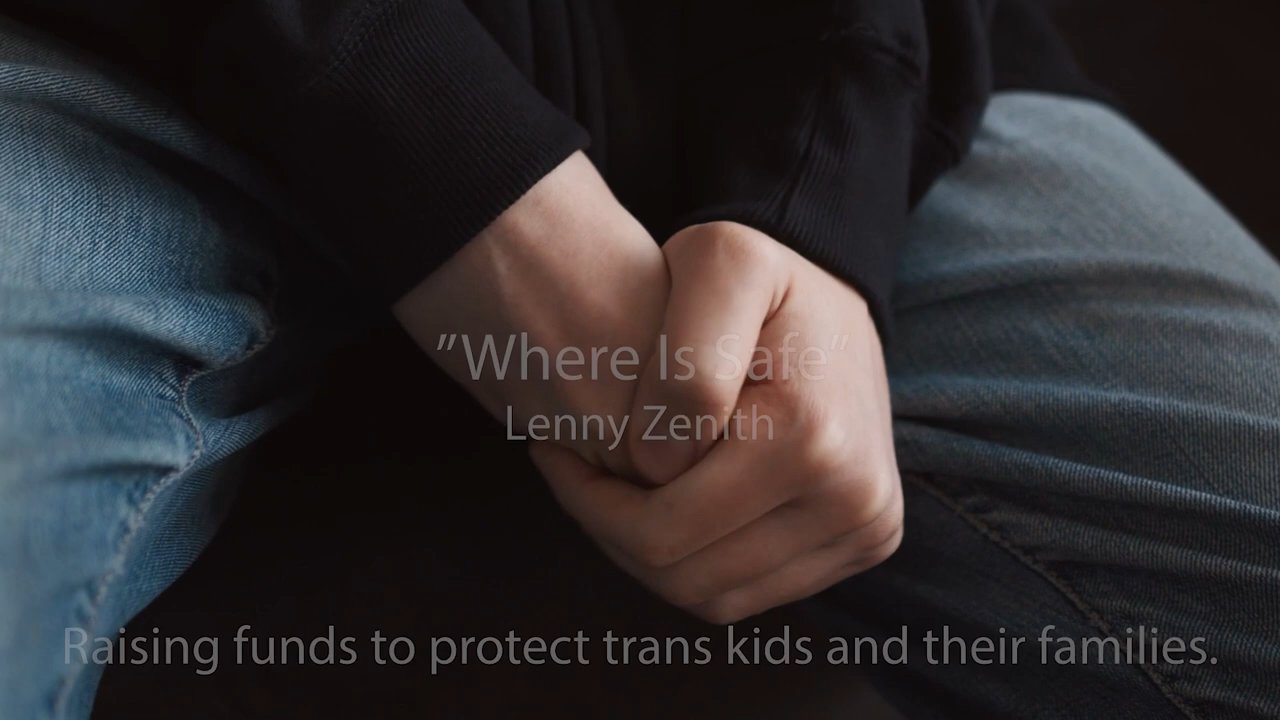 ”Where Is Safe”
Lenny Zenith
Raising funds to protect trans kids and their families.